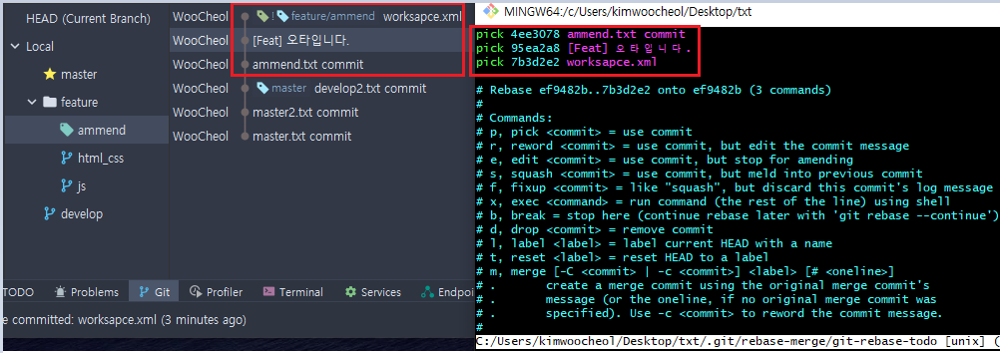 HEAD (Current Branch)
Local
master
feature
ammend
html_css
js
develop
WooCheol ! feature/ammend worksapce.xml
WooCheol [Feat] 오타입니다.
WooCheol ammend.txt commit
WooCheol master develop2.txt commit
WooCheol master2.txt commit
WooCheol master.txt commit
TODO Problems Git Profiler Terminal Services Endpoin
e committed: worksapce.xml (3 minutes ago)
MINGW64:/c/Users/kimwoocheol/Desktop/txt
pick 4ee3078 ammend.txt commit
pick 95ea2a8 [Feat] 오타입니다.
pick 7b3d2e2 worksapce.xml
# Rebase ef9482b..7b3d2e2 onto ef9482b (3 commands)
#
# Commands:
# p, pick <commit> = use commit
# r, reword <commit> = use commit, but edit the commit message
# e, edit <commit> = use commit, but stop for amending
# s, squash <commit> = use commit, but meld into previous commit
# f, fixup <commit> = like "squash", but discard this commit's log message
# x, exec <command> = run command (the rest of the line) using shell
# b, break = stop here (continue rebase later with 'git rebase --continue')
# d, drop <commit> = remove commit
# l, label <label> = label current HEAD with a name
# t, reset <label> = reset HEAD to a label
# m, merge [-C <commit> | -c <commit>] <label> [# <oneline>]
# . create a merge commit using the original merge commit's
# . message (or the oneline, if no original merge commit was
# . specified). Use -c <commit> to reword the commit message.
#
C:/Users/kimwoocheol/Desktop/txt/.git/rebase-merge/git-rebase-todo [unix] (